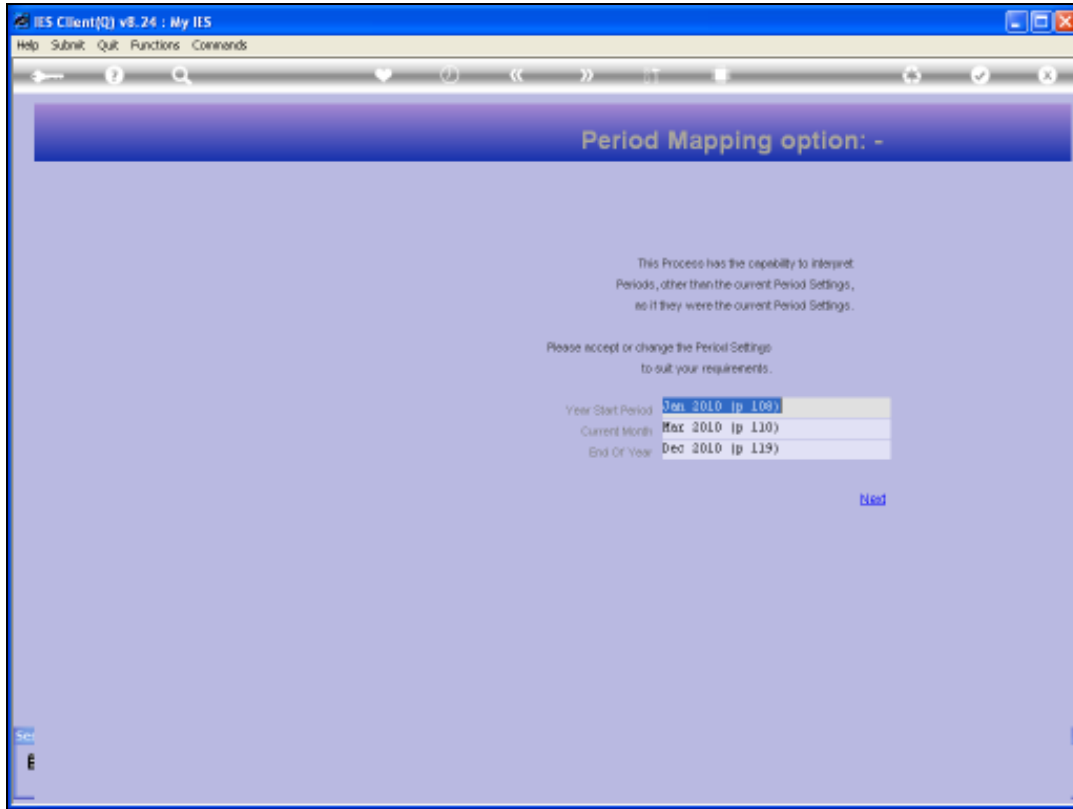 IES Client(Q) v8.24 : My IES
Help Submit Quit Functions Commands
Period Mapping option: -
This Process has the capability to interpret
Periods, other than the current Period Settings,
as if they were the current Period Settings.
Please accept or change the Period Settings
to suit your requirements.
Year Start Period Jan 2010 (p 108)
Current Month Mar 2010 (p 110)
End Of Year Dec 2010 (p 119)
Next
Ses